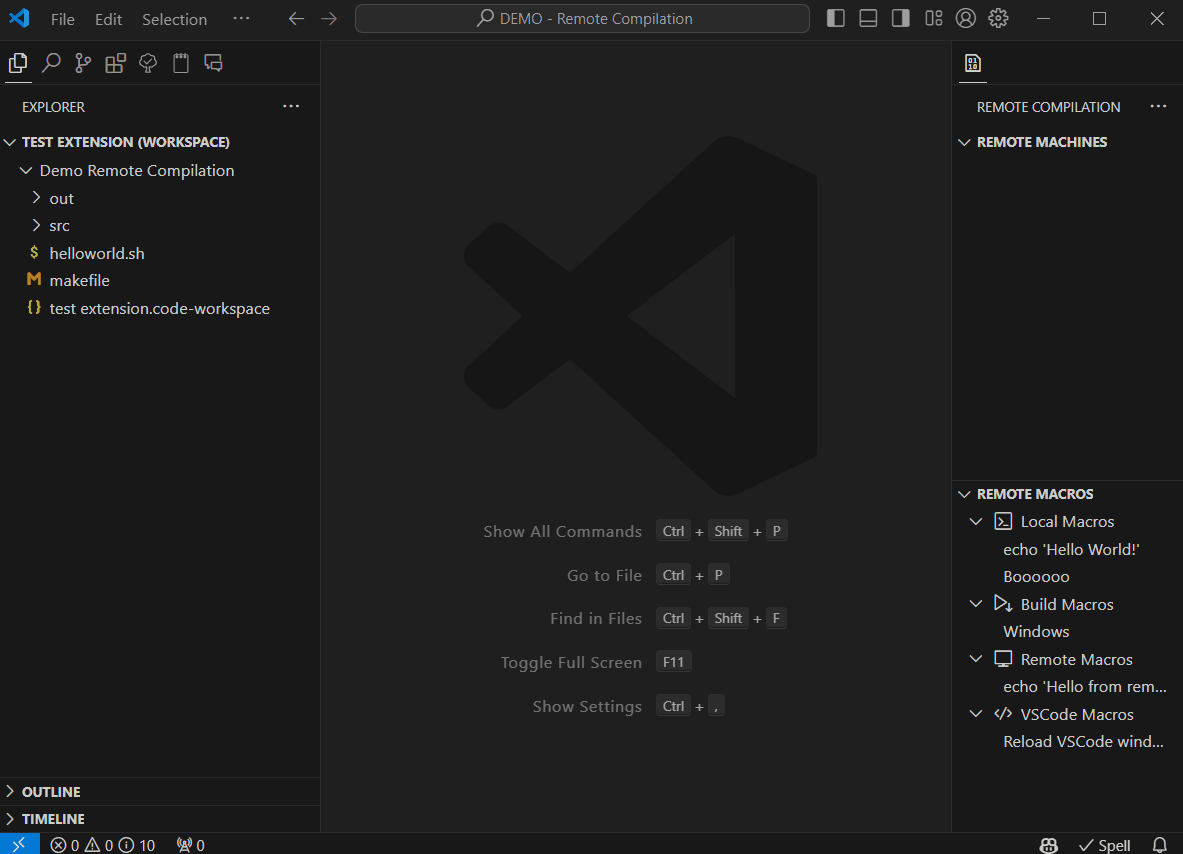 File Edit Selection ···
DEMO - Remote Compilation
EXPLORER ···
TEST EXTENSION (WORKSPACE)
Demo Remote Compilation
out
src
$ helloworld.sh
M makefile
{} test extension.code-workspace
OUTLINE
TIMELINE
Show All Commands Ctrl + Shift + P
Go to File Ctrl + P
Find in Files Ctrl + Shift + F
Toggle Full Screen F11
Show Settings Ctrl + ,
REMOTE COMPILATION ···
REMOTE MACHINES
REMOTE MACROS
Local Macros
echo 'Hello World!'
Boooooo
Build Macros
Windows
Remote Macros
echo 'Hello from rem...
VSCode Macros
Reload VSCode wind...
0 0 10 0 Spell